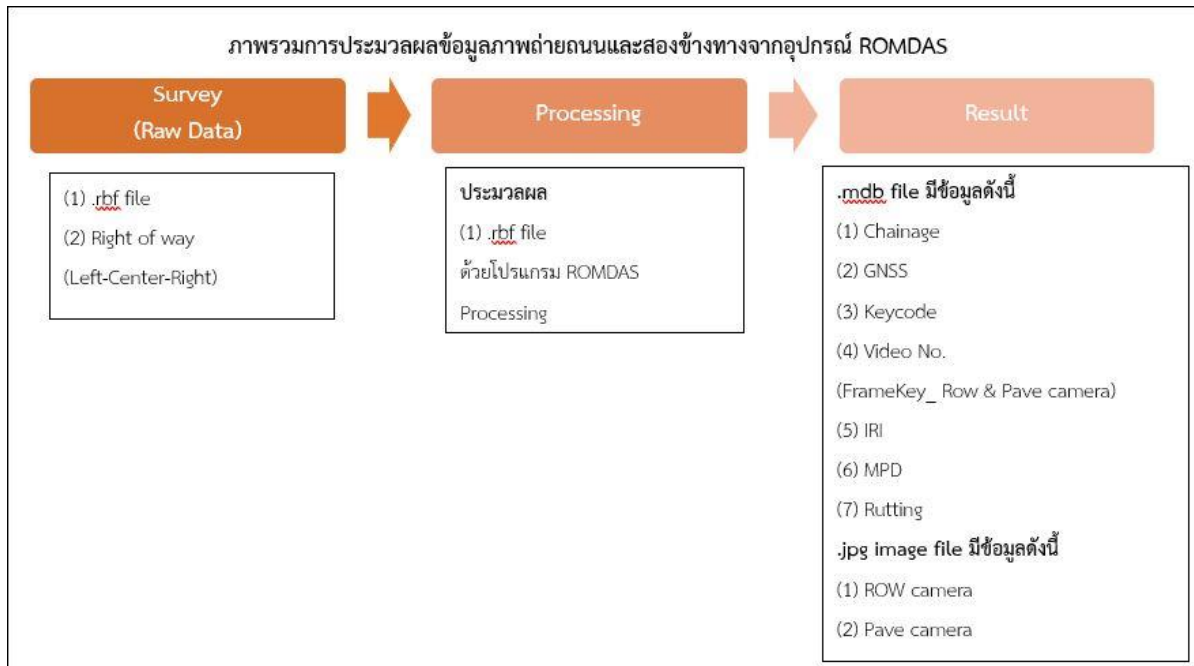 ภาพรวมการประมวลผลข้อมูลภาพถ่ายถนนและสองข้างทางจากอุปกรณ์ ROMDAS
Survey
(Raw Data)
Processing
Result
(1) .rbf file
(2) Right of way
(Left-Center-Right)
ประมวลผล
(1) .rbf file
ด้วยโปรแกรม ROMDAS
Processing
.mdb file มีข้อมูลดังนี้
(1) Chainage
(2) GNSS
(3) Keycode
(4) Video No.
(FrameKey_ Row & Pave camera)
(5) IRI
(6) MPD
(7) Rutting
.jpg image file มีข้อมูลดังนี้
(1) ROW camera
(2) Pave camera